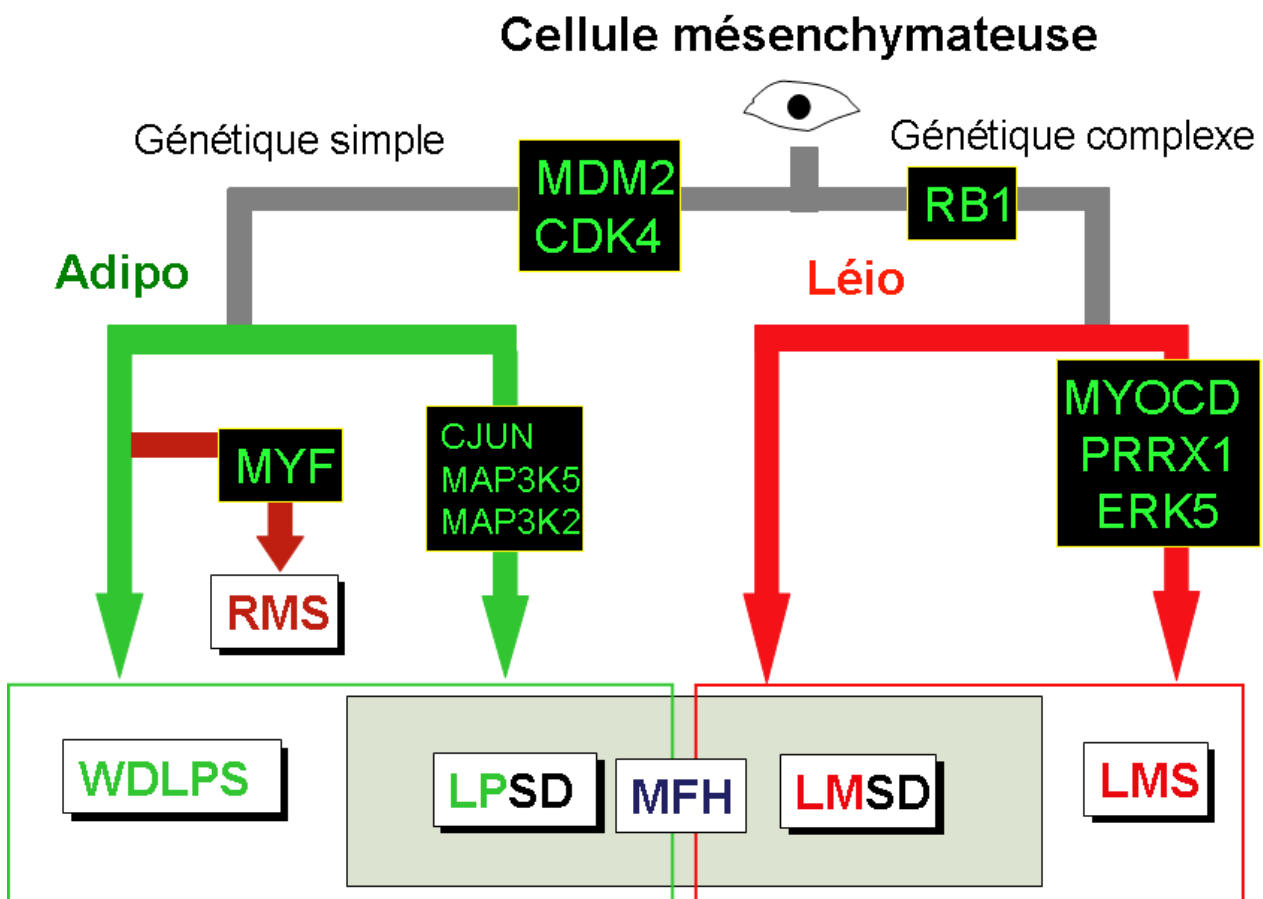 Cellule mésenchymateuse
Génétique simple
Génétique complexe
MDM2
CDK4
RB1
Adipo
Léio
MYF
CJUN
MAP3K5
MAP3K2
MYOCD
PRRX1
ERK5
RMS
WDLPS
LPSD
MFH
LMSD
LMS